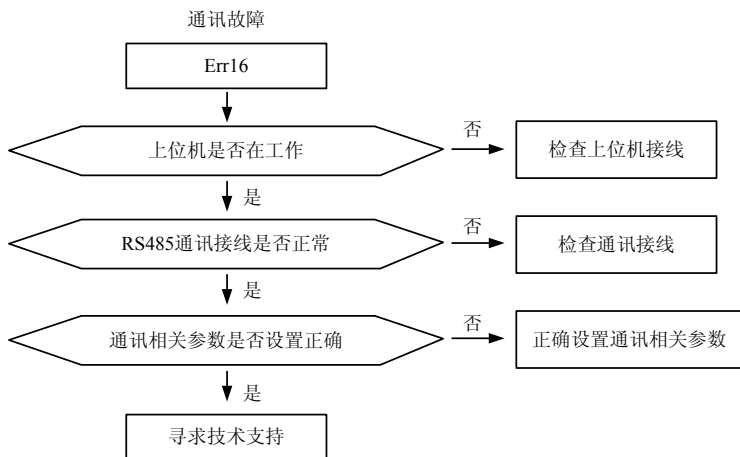 通讯故障
Err16
上位机是否在工作
否
检查上位机接线
是
RS485通讯接线是否正常
否
检查通讯接线
是
通讯相关参数是否设置正确
否
正确设置通讯相关参数
是
寻求技术支持